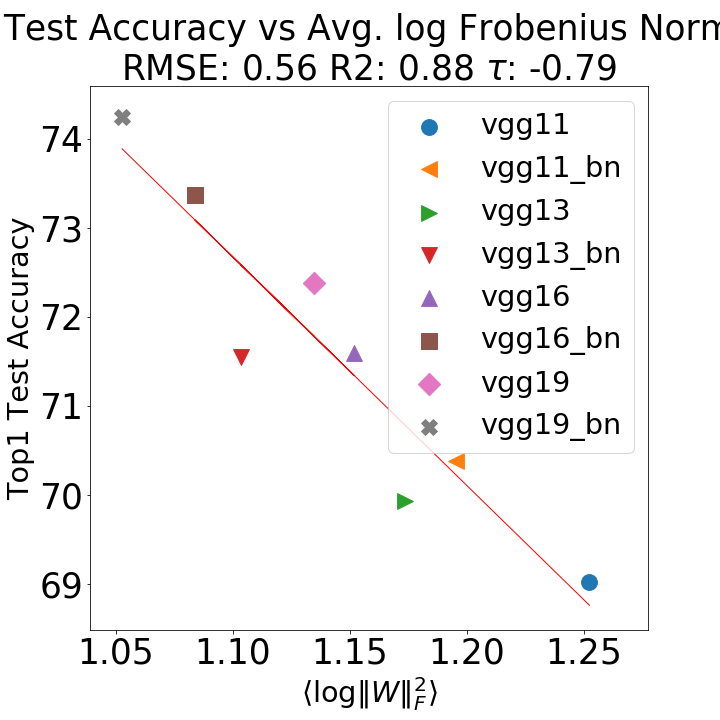 Test Accuracy vs Avg. log Frobenius Norm
RMSE: 0.56 R2: 0.88 τ: -0.79
74
73
72
71
70
69
Top1 Test Accuracy
vgg11
vgg11_bn
vgg13
vgg13_bn
vgg16
vgg16_bn
vgg19
vgg19_bn
1.05 1.10 1.15 1.20 1.25
⟨log‖W‖²_F⟩